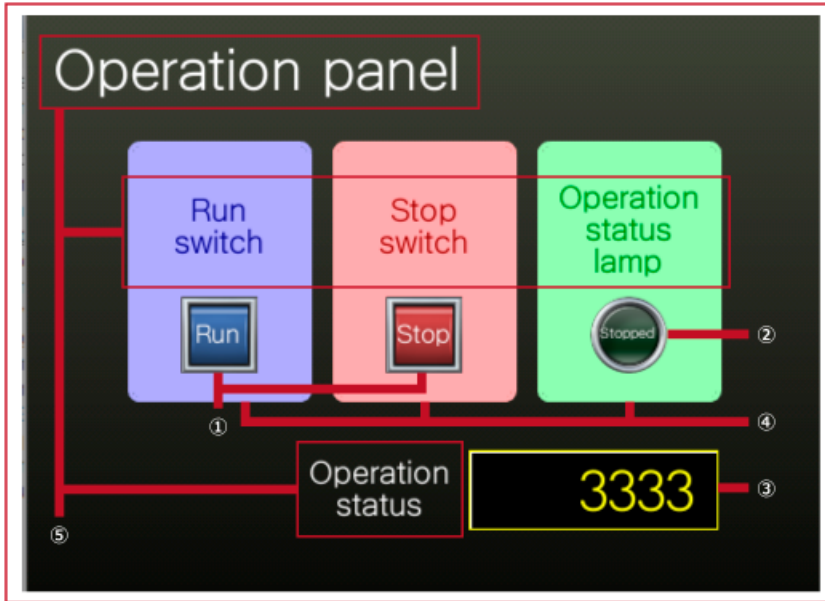 Operation panel
Run
switch
Stop
switch
Operation
status
lamp
Run
Stop
Stopped
②
①
④
Operation
status
3333
③
⑤